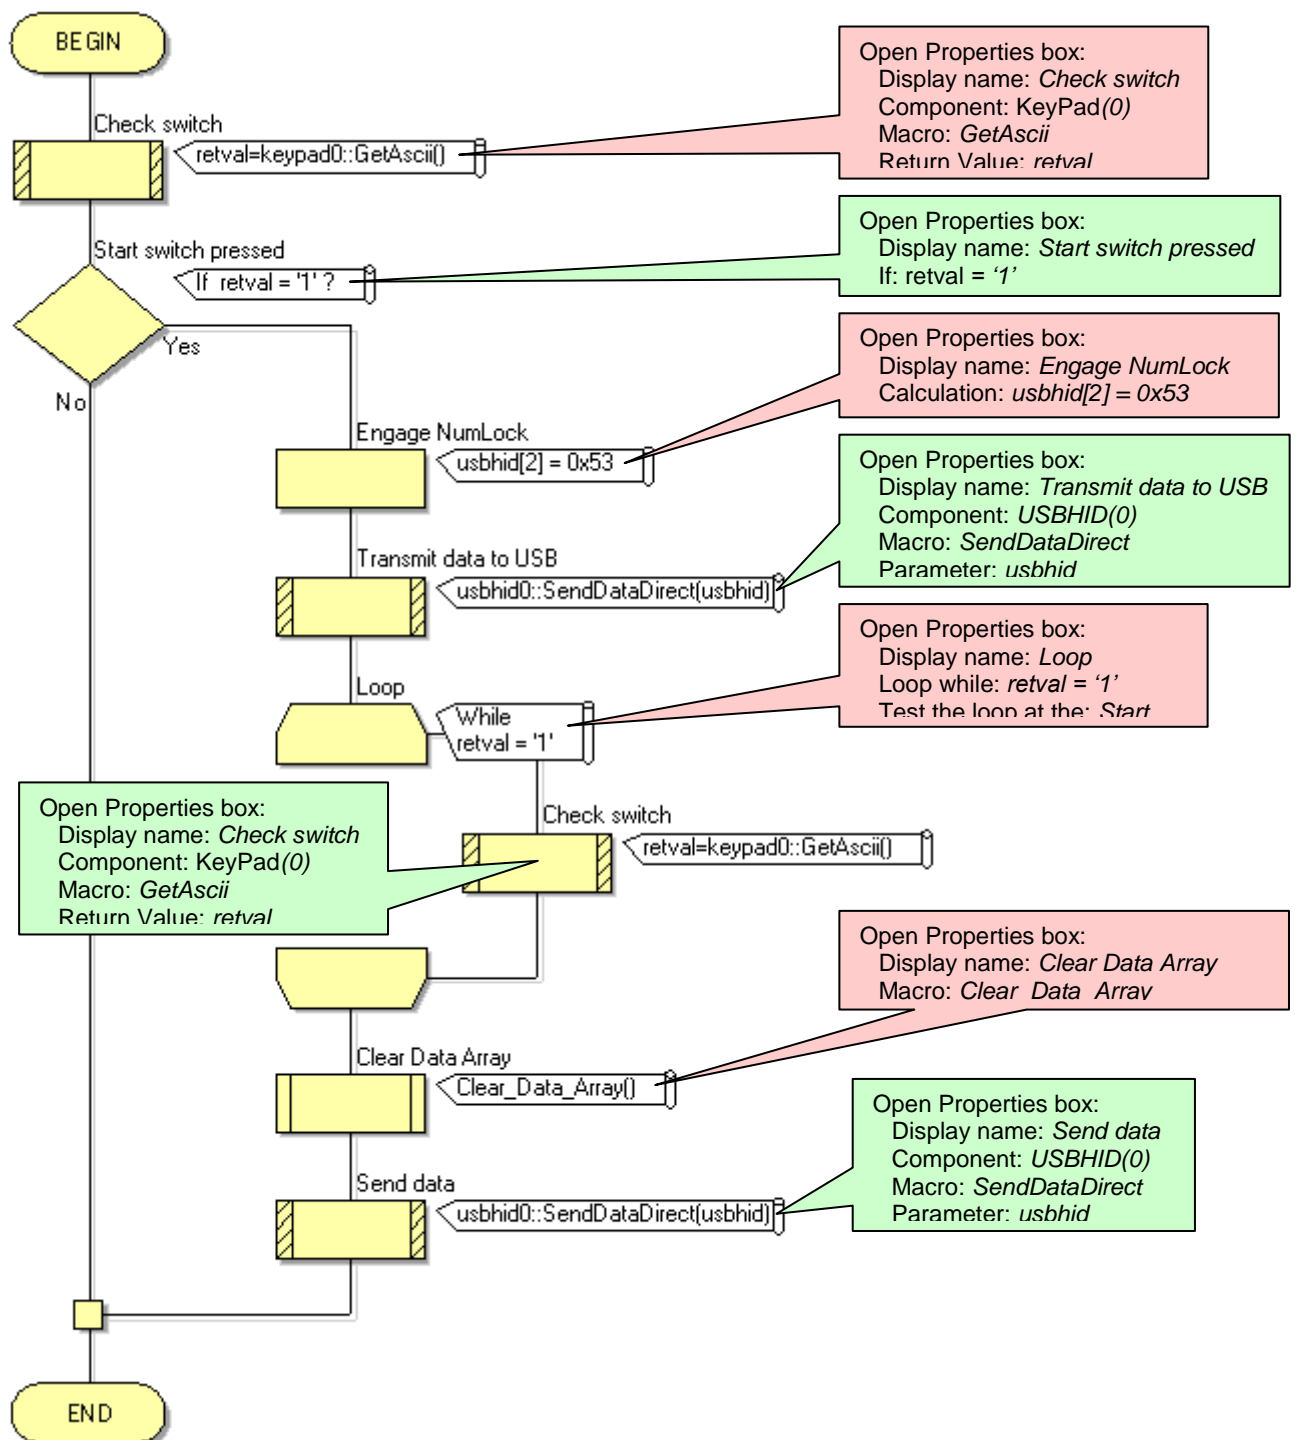 BEGIN
Open Properties box:
Display name: Check switch
Component: KeyPad(0)
Macro: GetAscii
Return Value: retval
Check switch
retval=keypad0::GetAscii()
Open Properties box:
Display name: Start switch pressed
If: retval = ‘1’
Start switch pressed
If retval = '1' ?
Yes
No
Open Properties box:
Display name: Engage NumLock
Calculation: usbhid[2] = 0x53
Engage NumLock
usbhid[2] = 0x53
Open Properties box:
Display name: Transmit data to USB
Component: USBHID(0)
Macro: SendDataDirect
Parameter: usbhid
Transmit data to USB
usbhid0::SendDataDirect(usbhid)
Open Properties box:
Display name: Loop
Loop while: retval = ‘1’
Test the loop at the: Start
Loop
While
retval = '1'
Open Properties box:
Display name: Check switch
Component: KeyPad(0)
Macro: GetAscii
Return Value: retval
Check switch
retval=keypad0::GetAscii()
Open Properties box:
Display name: Clear Data Array
Macro: Clear_Data_Array
Clear Data Array
Clear_Data_Array()
Open Properties box:
Display name: Send data
Component: USBHID(0)
Macro: SendDataDirect
Parameter: usbhid
Send data
usbhid0::SendDataDirect(usbhid)
END